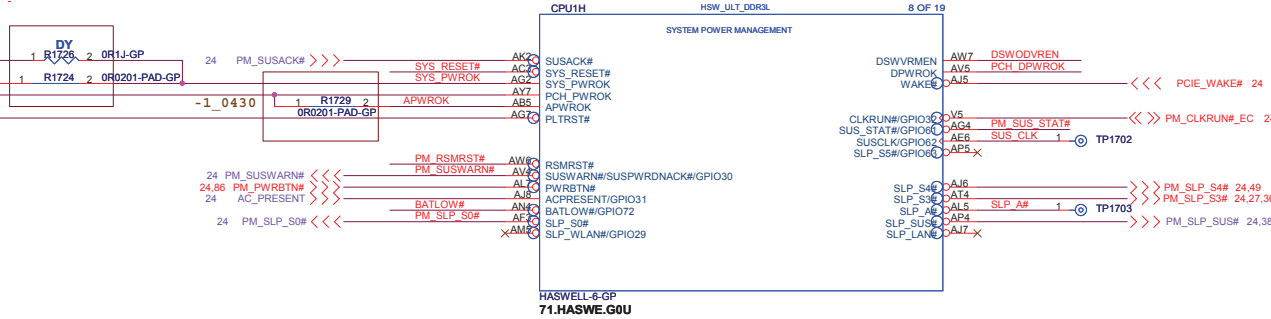 CPU1H HSW_ULT_DDR3L 8 OF 19
SYSTEM POWER MANAGEMENT
DY
1 R1726 2 0R1J-GP
1 R1724 2 0R0201-PAD-GP
-1_0430
1 R1729 2
0R0201-PAD-GP
24 PM_SUSACK# AK2 SUSACK#
SYS_RESET# AC3 SYS_RESET#
SYS_PWROK AG2 SYS_PWROK
AY7 PCH_PWROK
APWROK AB5 APWROK
AG7 PLTRST#
PM_RSMRST# AW6 RSMRST#
24 PM_SUSWARN# PM_SUSWARN# AV4 SUSWARN#/SUSPWRDNACK#/GPIO30
24,86 PM_PWRBTN# AL7 PWRBTN#
24 AC_PRESENT AJ8 ACPRESENT/GPIO31
BATLOW# AN4 BATLOW#/GPIO72
24 PM_SLP_S0# PM_SLP_S0# AF3 SLP_S0#
AM5 SLP_WLAN#/GPIO29
DSWVRMEN AW7 DSWODVREN
DPWROK AV5 PCH_DPWROK
WAKE# AJ5 PCIE_WAKE# 24
CLKRUN#/GPIO32 V5 PM_CLKRUN#_EC
SUS_STAT#/GPIO61 AG4 PM_SUS_STAT#
SUSCLK/GPIO62 AE6 SUS_CLK 1 TP1702
SLP_S5#/GPIO63 AP5
SLP_S4# AJ6 PM_SLP_S4# 24,49
SLP_S3# AT4 PM_SLP_S3# 24,27,36
SLP_A# AL5 SLP_A# 1 TP1703
SLP_SUS# AP4 PM_SLP_SUS# 24,38
SLP_LAN# AJ7
HASWELL-6-GP
71.HASWE.G0U